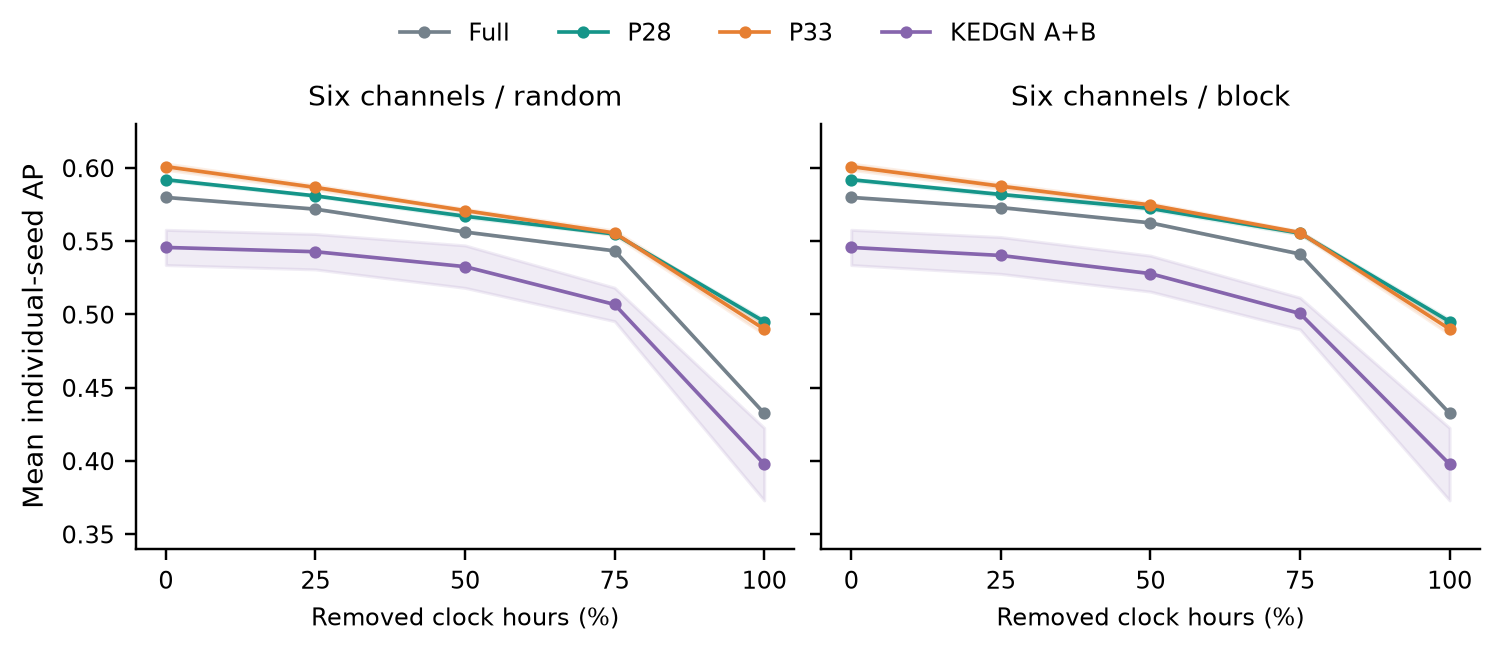 Full P28 P33 KEDGN A+B
Six channels / random
Six channels / block
Mean individual-seed AP
0.60
0.55
0.50
0.45
0.40
0.35
0 25 50 75 100
0 25 50 75 100
Removed clock hours (%)
Removed clock hours (%)